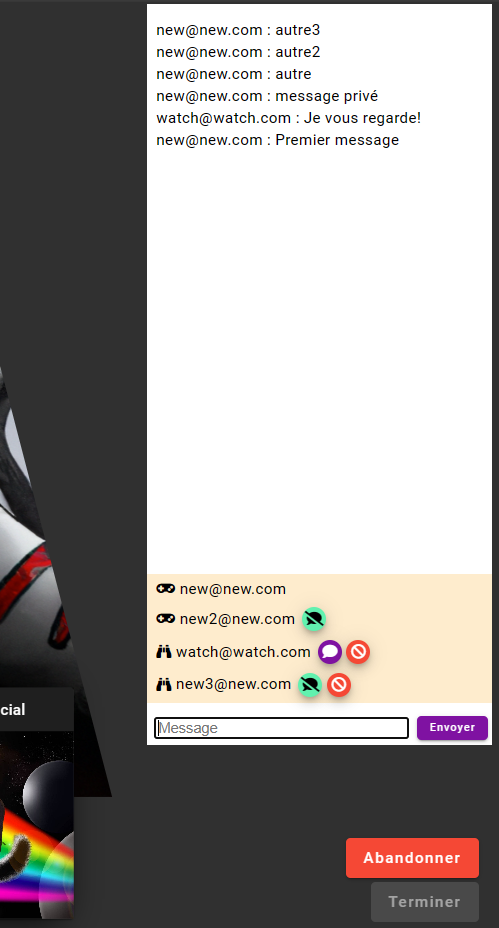 new@new.com : autre3
new@new.com : autre2
new@new.com : autre
new@new.com : message privé
watch@watch.com : Je vous regarde!
new@new.com : Premier message
new@new.com
new2@new.com
watch@watch.com
new3@new.com
cial
Message
Envoyer
Abandonner
Terminer